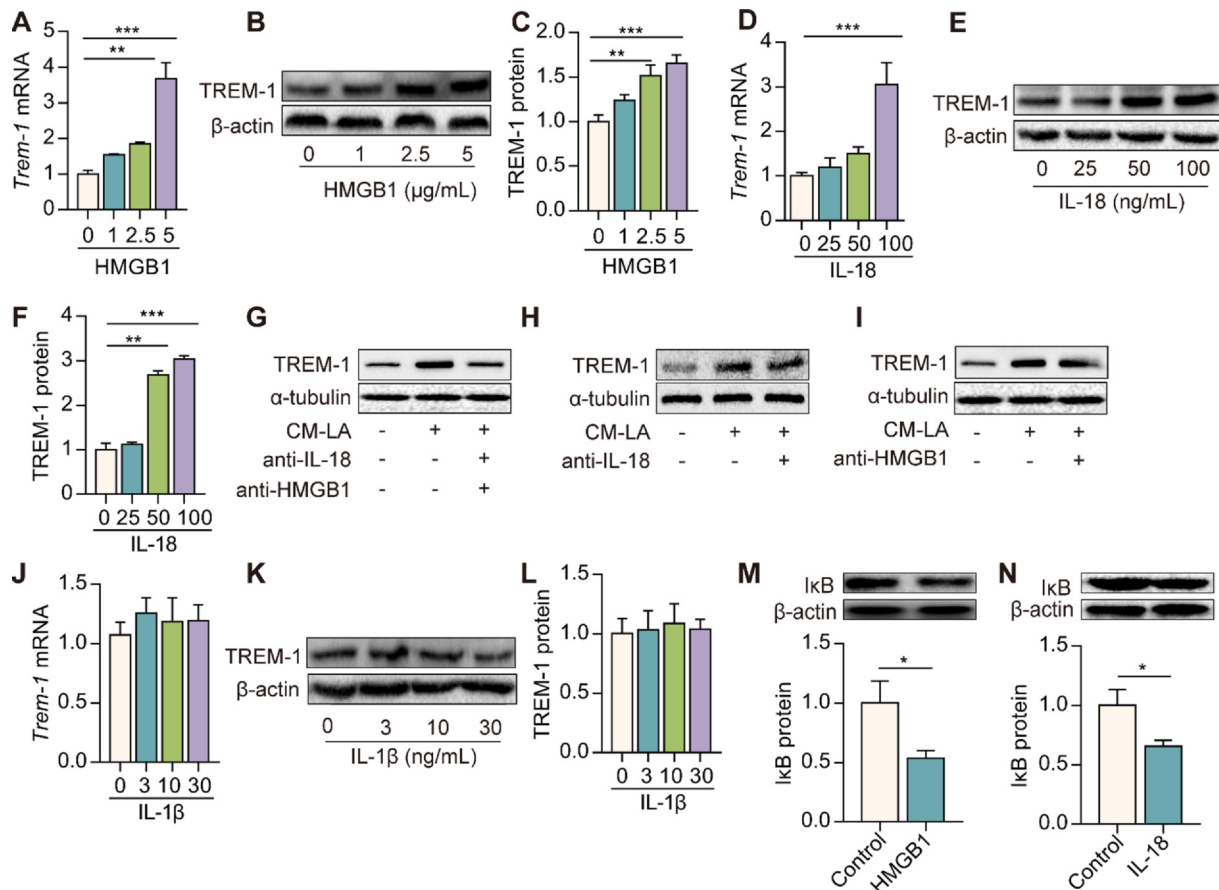 A
Trem-1 mRNA
5
4
3
2
1
0
***
**
0 1 2.5 5
HMGB1
B
TREM-1
β-actin
0 1 2.5 5
HMGB1 (μg/mL)
C
TREM-1 protein
2.0
1.5
1.0
0.5
0.0
***
**
0 1 2.5 5
HMGB1
D
Trem-1 mRNA
4
3
2
1
0
***
0 25 50 100
IL-18
E
TREM-1
β-actin
0 25 50 100
IL-18 (ng/mL)
F
TREM-1 protein
4
3
2
1
0
***
**
0 25 50 100
IL-18
G
TREM-1
α-tubulin
CM-LA - + +
anti-IL-18 - - +
anti-HMGB1 - - +
H
TREM-1
α-tubulin
CM-LA - + +
anti-IL-18 - - +
I
TREM-1
α-tubulin
CM-LA - + +
anti-HMGB1 - - +
J
Trem-1 mRNA
1.5
1.0
0.5
0.0
0 3 10 30
IL-1β
K
TREM-1
β-actin
0 3 10 30
IL-1β (ng/mL)
L
TREM-1 protein
1.5
1.0
0.5
0.0
0 3 10 30
IL-1β
M
IκB
β-actin
IκB protein
1.5
1.0
0.5
0.0
*
Control
HMGB1
N
IκB
β-actin
IκB protein
1.5
1.0
0.5
0.0
*
Control
IL-18